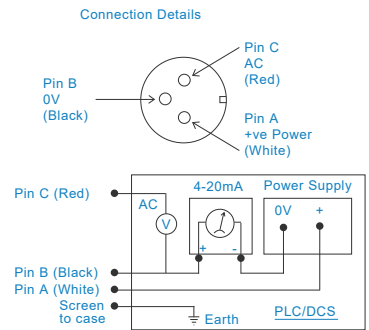 Connection Details
Pin C
AC
(Red)
Pin B
0V
(Black)
Pin A
+ve Power
(White)
Pin C (Red)
AC
V
4-20mA
+ -
Power Supply
0V +
Pin B (Black)
Pin A (White)
Screen
to case
Earth
PLC/DCS